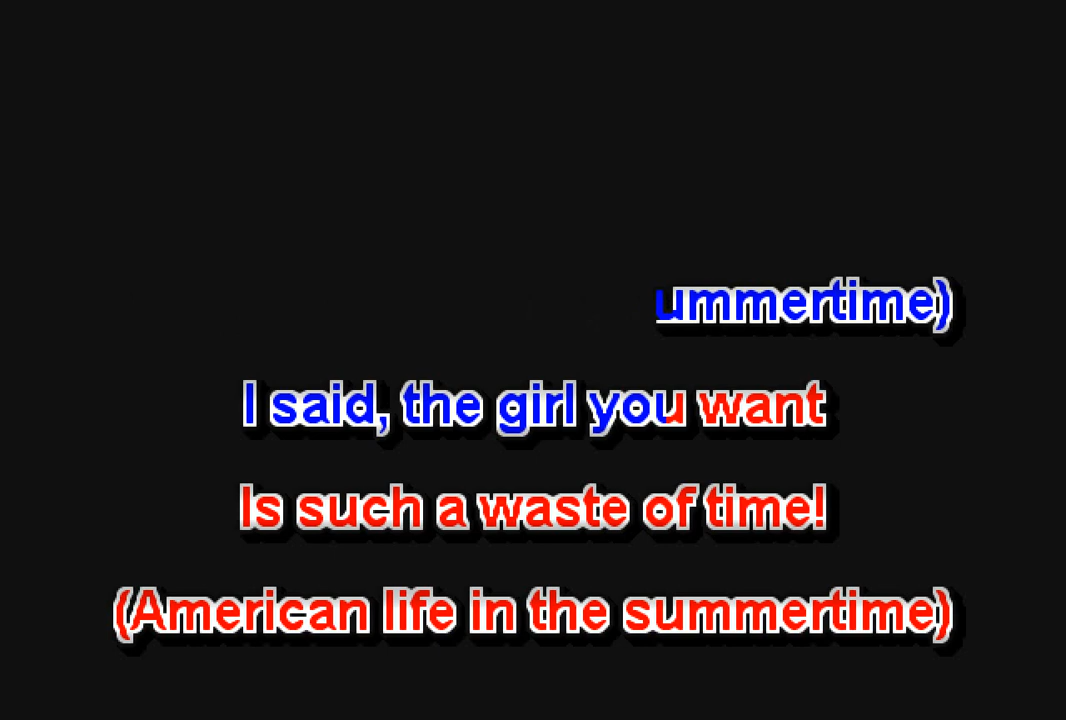 ummertime)
I said, the girl you want
Is such a waste of time!
(American life in the summertime)